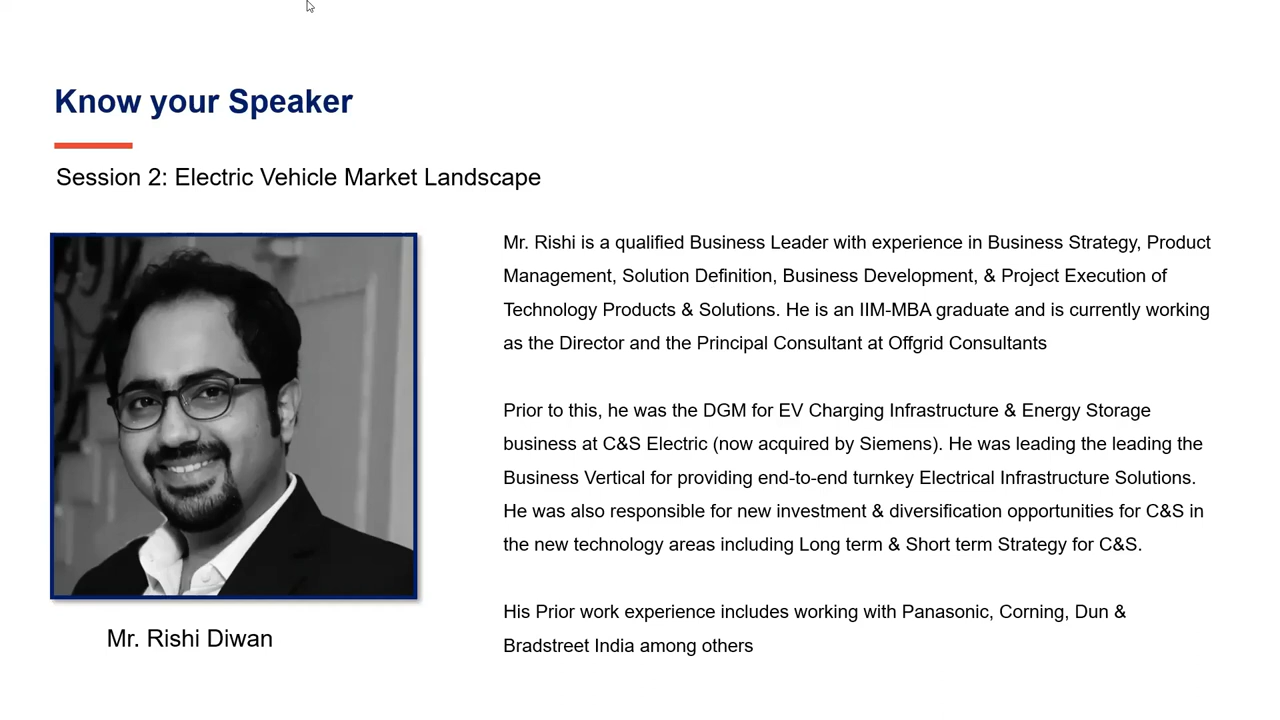 Know your Speaker
Session 2: Electric Vehicle Market Landscape
Mr. Rishi is a qualified Business Leader with experience in Business Strategy, Product
Management, Solution Definition, Business Development, & Project Execution of
Technology Products & Solutions. He is an IIM-MBA graduate and is currently working
as the Director and the Principal Consultant at Offgrid Consultants
Prior to this, he was the DGM for EV Charging Infrastructure & Energy Storage
business at C&S Electric (now acquired by Siemens). He was leading the leading the
Business Vertical for providing end-to-end turnkey Electrical Infrastructure Solutions.
He was also responsible for new investment & diversification opportunities for C&S in
the new technology areas including Long term & Short term Strategy for C&S.
His Prior work experience includes working with Panasonic, Corning, Dun &
Bradstreet India among others
Mr. Rishi Diwan